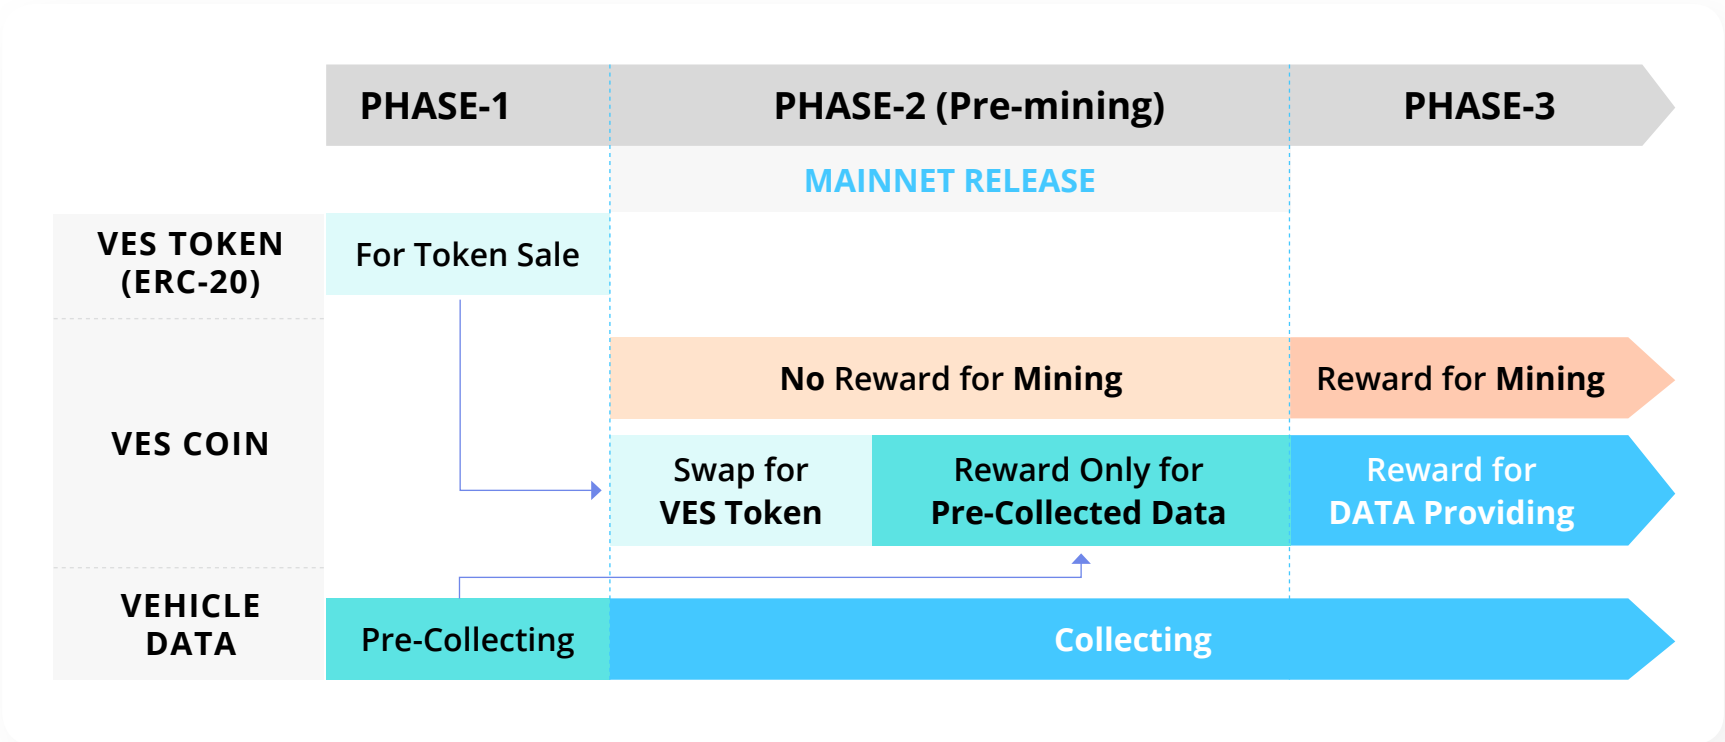 PHASE-1
PHASE-2 (Pre-mining)
PHASE-3
MAINNET RELEASE
VES TOKEN
(ERC-20)
For Token Sale
VES COIN
No Reward for Mining
Reward for Mining
Swap for
VES Token
Reward Only for
Pre-Collected Data
Reward for
DATA Providing
VEHICLE
DATA
Pre-Collecting
Collecting